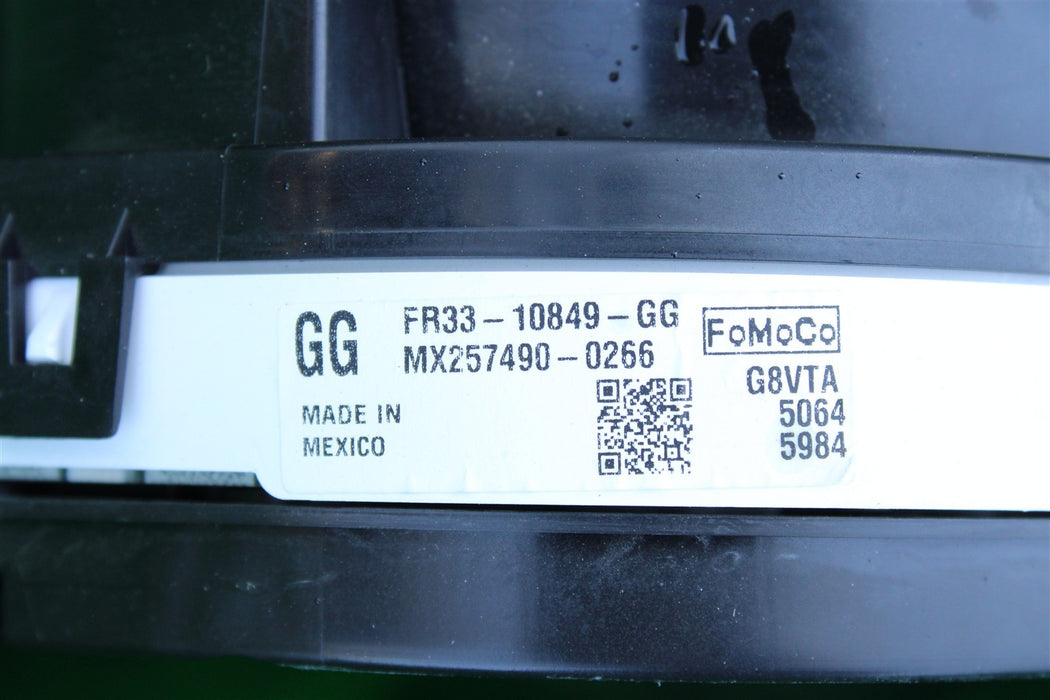 GG
FR33-10849-GG
MX257490-0266
FoMoCo
G8VTA
5064
5984
MADE IN
MEXICO